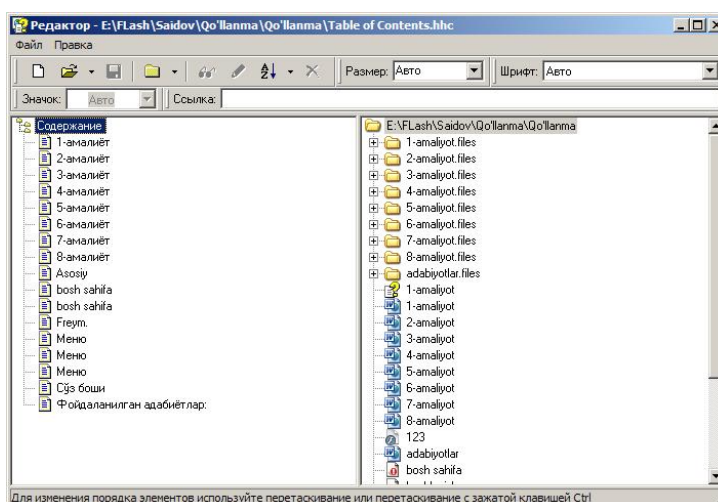 Редактор - E:\FLash\Saidov\Qo'llanma\Qo'llanma\Table of Contents.hhc
Файл Правка
Размер: Авто Шрифт: Авто
Значок: Авто Ссылка:
Содержание
1-амалиёт
2-амалиёт
3-амалиёт
4-амалиёт
5-амалиёт
6-амалиёт
7-амалиёт
8-амалиёт
Asosiy
bosh sahifa
bosh sahifa
Freym.
Меню
Меню
Меню
Сўз боши
Фойдаланилган адабиётлар:
E:\FLash\Saidov\Qo'llanma\Qo'llanma
1-amaliyot.files
2-amaliyot.files
3-amaliyot.files
4-amaliyot.files
5-amaliyot.files
6-amaliyot.files
7-amaliyot.files
8-amaliyot.files
adabiyotlar.files
1-amaliyot
1-amaliyot
2-amaliyot
3-amaliyot
4-amaliyot
5-amaliyot
6-amaliyot
7-amaliyot
8-amaliyot
123
adabiyotlar
bosh sahifa
Для изменения порядка элементов используйте перетаскивание или перетаскивание с зажатой клавишей Ctrl